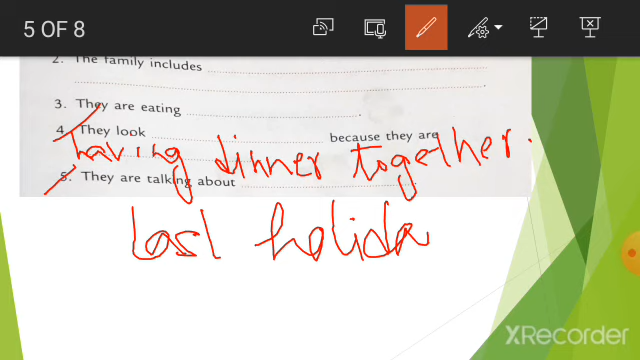 5 OF 8
2. The family includes ........................................
................................................................ .
3. They are eating .............................. .
4. They look .............................. because they are
having dinner together.
5. They are talking about ..............................
last holida
XRecorder